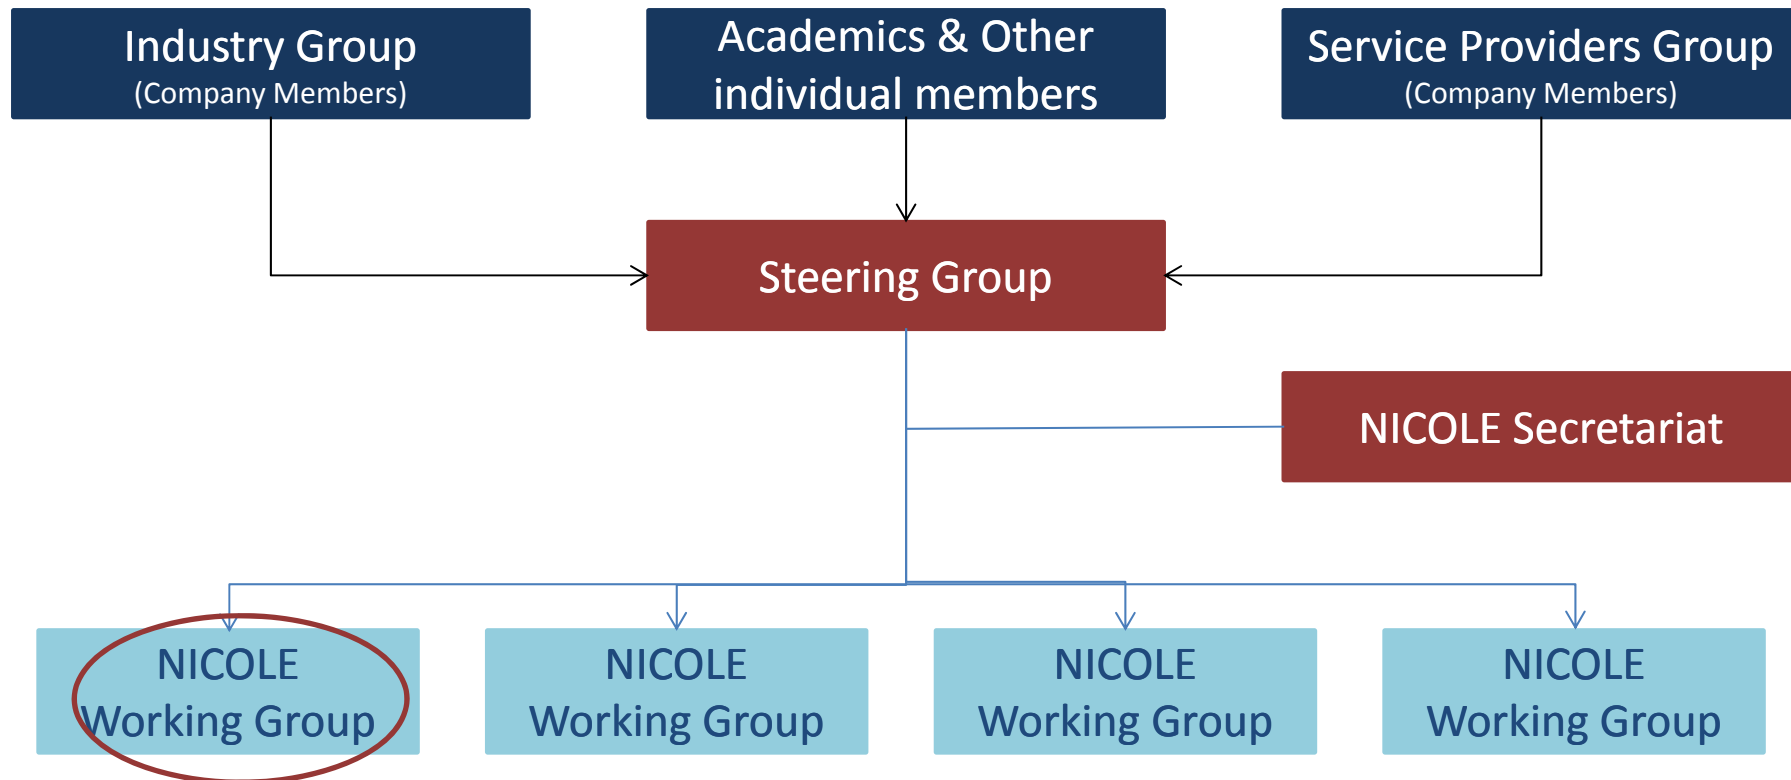 Industry Group
(Company Members)
Academics & Other
individual members
Service Providers Group
(Company Members)
Steering Group
NICOLE Secretariat
NICOLE
Working Group
NICOLE
Working Group
NICOLE
Working Group
NICOLE
Working Group